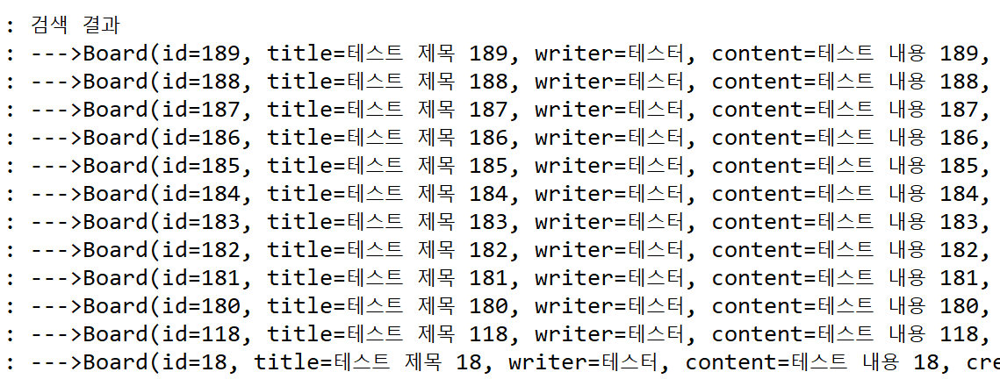 : 검색 결과
: --->Board(id=189, title=테스트 제목 189, writer=테스터, content=테스트 내용 189,
: --->Board(id=188, title=테스트 제목 188, writer=테스터, content=테스트 내용 188,
: --->Board(id=187, title=테스트 제목 187, writer=테스터, content=테스트 내용 187,
: --->Board(id=186, title=테스트 제목 186, writer=테스터, content=테스트 내용 186,
: --->Board(id=185, title=테스트 제목 185, writer=테스터, content=테스트 내용 185,
: --->Board(id=184, title=테스트 제목 184, writer=테스터, content=테스트 내용 184,
: --->Board(id=183, title=테스트 제목 183, writer=테스터, content=테스트 내용 183,
: --->Board(id=182, title=테스트 제목 182, writer=테스터, content=테스트 내용 182,
: --->Board(id=181, title=테스트 제목 181, writer=테스터, content=테스트 내용 181,
: --->Board(id=180, title=테스트 제목 180, writer=테스터, content=테스트 내용 180,
: --->Board(id=118, title=테스트 제목 118, writer=테스터, content=테스트 내용 118,
: --->Board(id=18, title=테스트 제목 18, writer=테스터, content=테스트 내용 18, cre